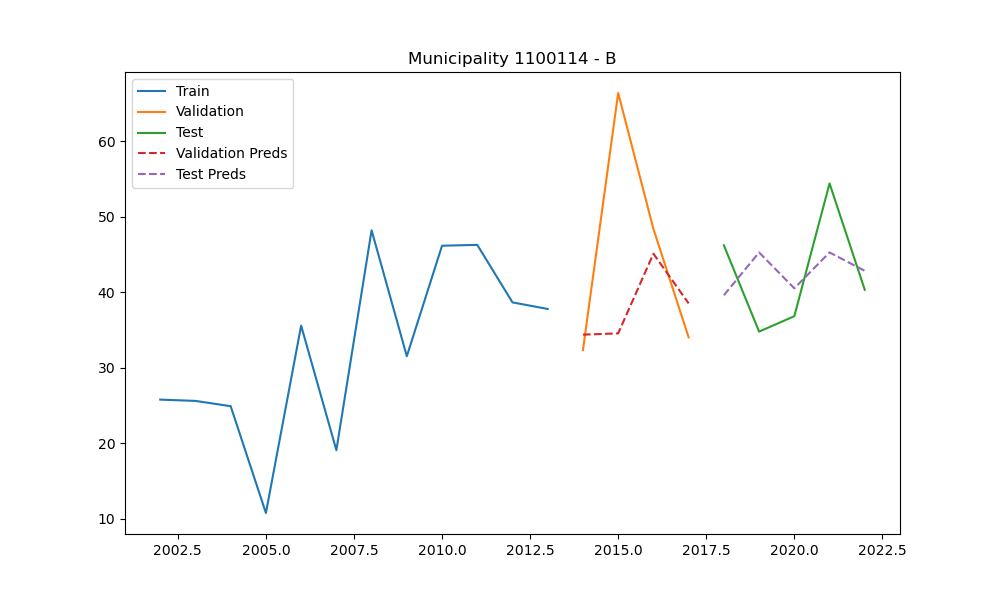 Municipality 1100114 - B
Train
Validation
Test
Validation Preds
Test Preds
60
50
40
30
20
10
2002.5 2005.0 2007.5 2010.0 2012.5 2015.0 2017.5 2020.0 2022.5